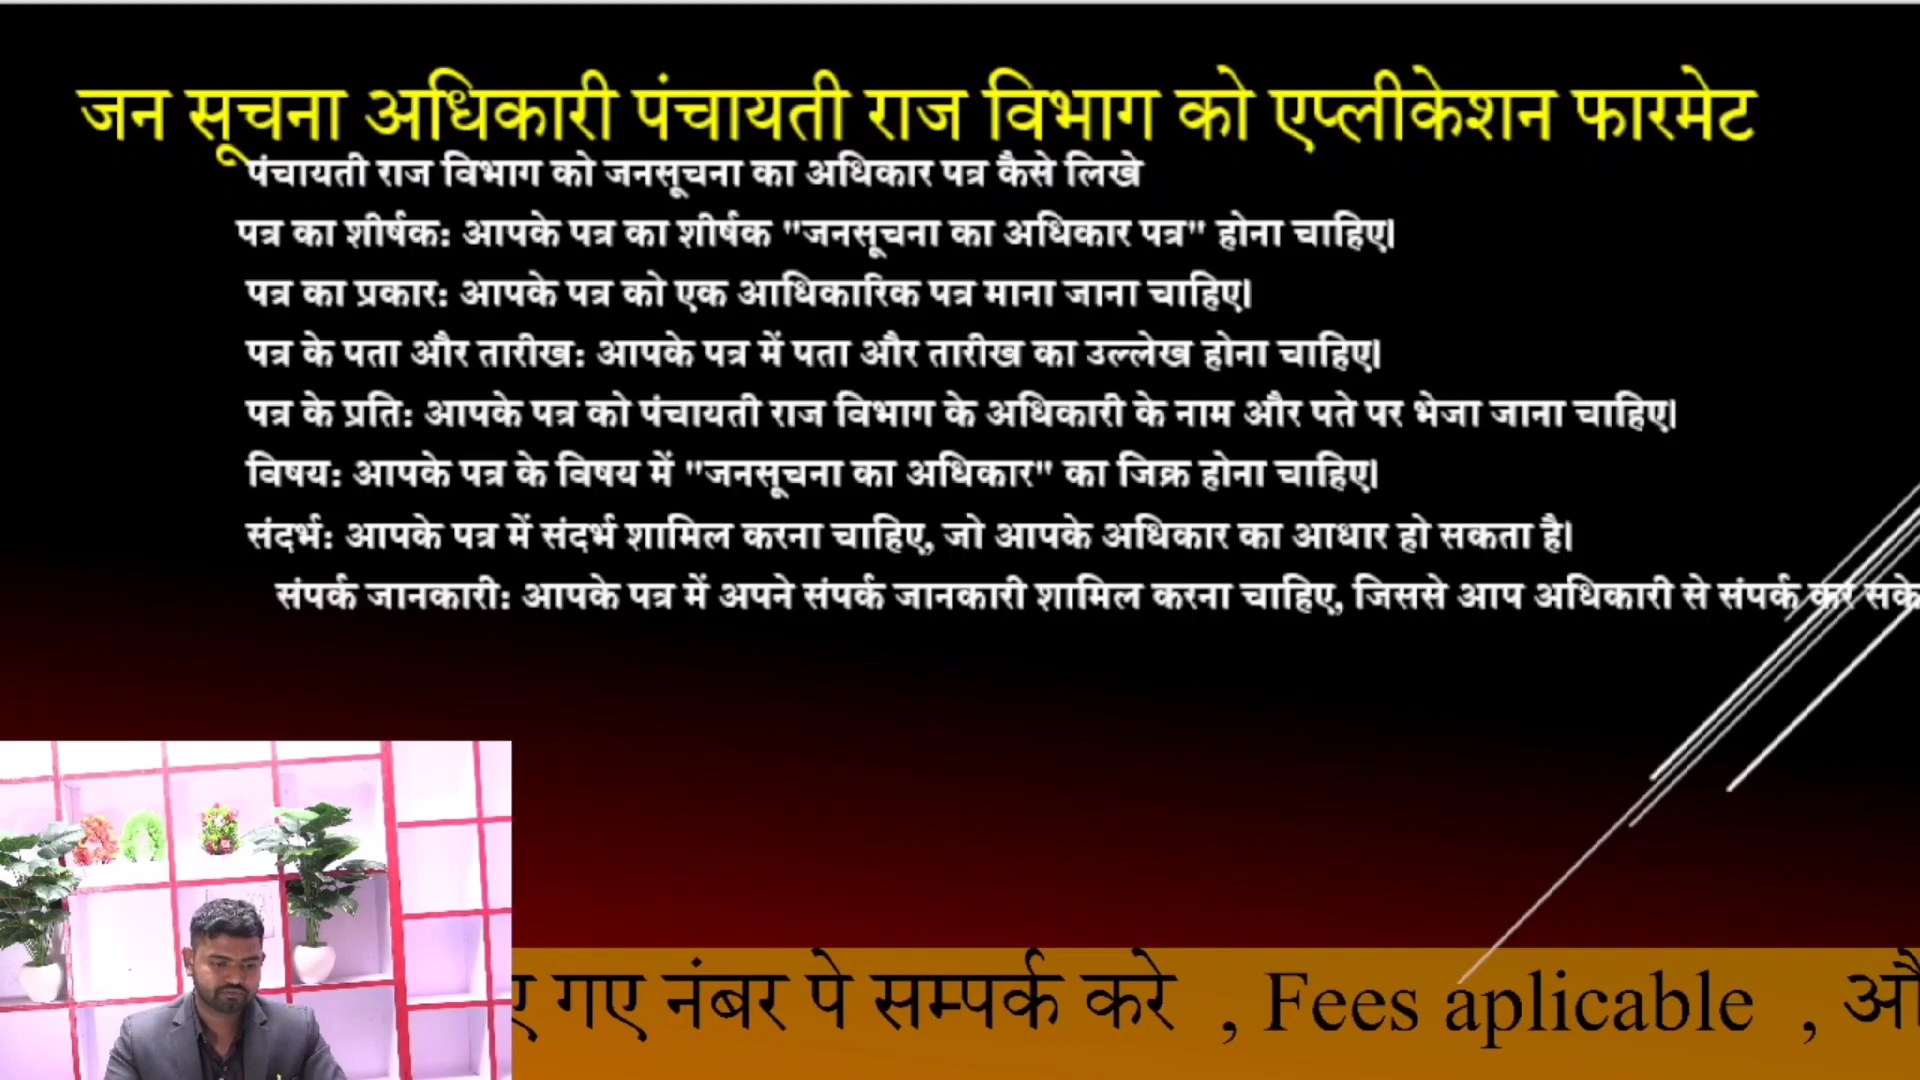 जन सूचना अधिकारी पंचायती राज विभाग को एप्लीकेशन फारमेट
पंचायती राज विभाग को जनसूचना का अधिकार पत्र कैसे लिखे
पत्र का शीर्षक: आपके पत्र का शीर्षक "जनसूचना का अधिकार पत्र" होना चाहिए।
पत्र का प्रकार: आपके पत्र को एक आधिकारिक पत्र माना जाना चाहिए।
पत्र के पता और तारीख: आपके पत्र में पता और तारीख का उल्लेख होना चाहिए।
पत्र के प्रति: आपके पत्र को पंचायती राज विभाग के अधिकारी के नाम और पते पर भेजा जाना चाहिए।
विषय: आपके पत्र के विषय में "जनसूचना का अधिकार" का जिक्र होना चाहिए।
संदर्भ: आपके पत्र में संदर्भ शामिल करना चाहिए, जो आपके अधिकार का आधार हो सकता है।
संपर्क जानकारी: आपके पत्र में अपने संपर्क जानकारी शामिल करना चाहिए, जिससे आप अधिकारी से संपर्क कर सके
गए नंबर पे सम्पर्क करे , Fees aplicable ,